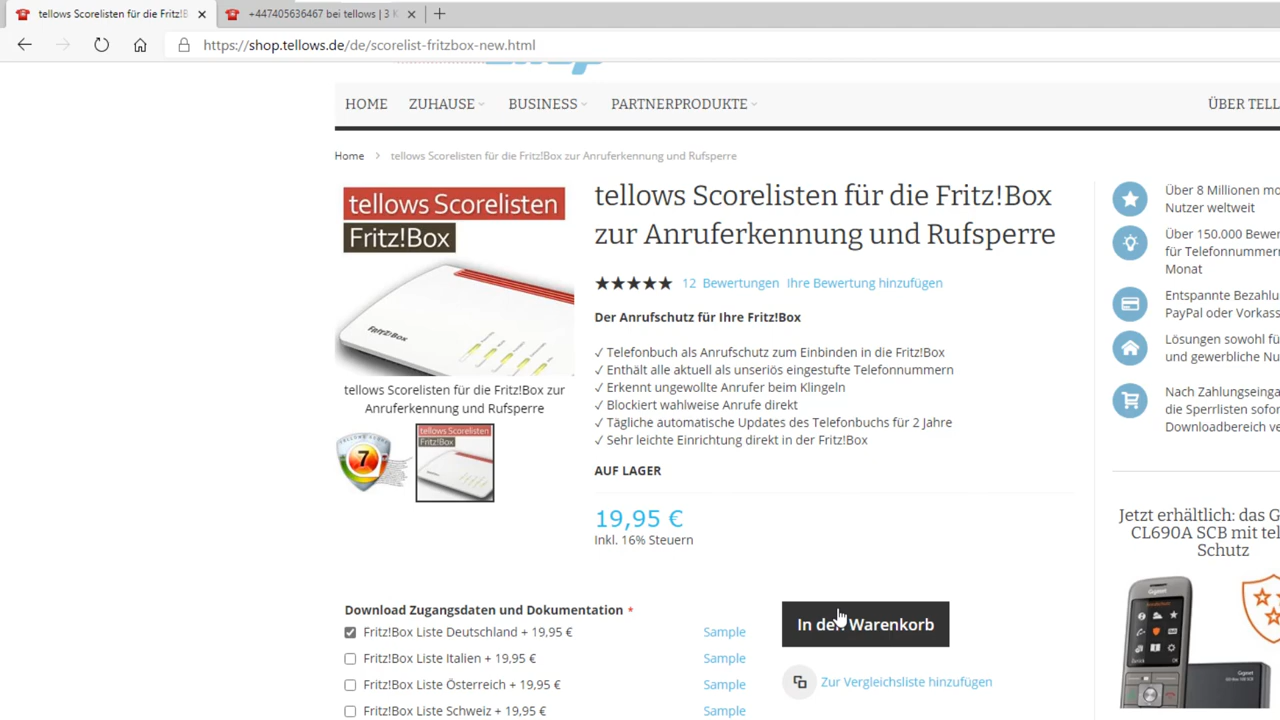 tellows Scorelisten für die Fritz!B
+447405636467 bei tellows | 3 K
https://shop.tellows.de/de/scorelist-fritzbox-new.html
HOME ZUHAUSE BUSINESS PARTNERPRODUKTE ÜBER TELL
Home > tellows Scorelisten für die Fritz!Box zur Anruferkennung und Rufsperre
tellows Scorelisten
Fritz!Box
FRITZ!Box
tellows Scorelisten für die Fritz!Box zur
Anruferkennung und Rufsperre
7
tellows Scorelisten
Fritz!Box
tellows Scorelisten für die Fritz!Box
zur Anruferkennung und Rufsperre
12 Bewertungen Ihre Bewertung hinzufügen
Der Anrufschutz für Ihre Fritz!Box
✓ Telefonbuch als Anrufschutz zum Einbinden in die Fritz!Box
✓ Enthält alle aktuell als unseriös eingestufte Telefonnummern
✓ Erkennt ungewollte Anrufer beim Klingeln
✓ Blockiert wahlweise Anrufe direkt
✓ Tägliche automatische Updates des Telefonbuchs für 2 Jahre
✓ Sehr leichte Einrichtung direkt in der Fritz!Box
AUF LAGER
19,95 €
Inkl. 16% Steuern
Download Zugangsdaten und Dokumentation *
Fritz!Box Liste Deutschland + 19,95 € Sample
Fritz!Box Liste Italien + 19,95 € Sample
Fritz!Box Liste Österreich + 19,95 € Sample
Fritz!Box Liste Schweiz + 19,95 € Sample
In den Warenkorb
Zur Vergleichsliste hinzufügen
Über 8 Millionen mo
Nutzer weltweit
Über 150.000 Bewer
für Telefonnummern
Monat
Entspannte Bezahlu
PayPal oder Vorkass
Lösungen sowohl fü
und gewerbliche Nu
Nach Zahlungseinga
die Sperrlisten sofor
Downloadbereich ve
Jetzt erhältlich: das G
CL690A SCB mit tel
Schutz
Gigaset